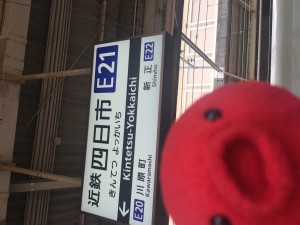 近鉄四日市 E21
きんてつ よっかいち
Kintetsu-Yokkaichi
← E20 川原町 新正 E22
Kawaramachi Shinsho